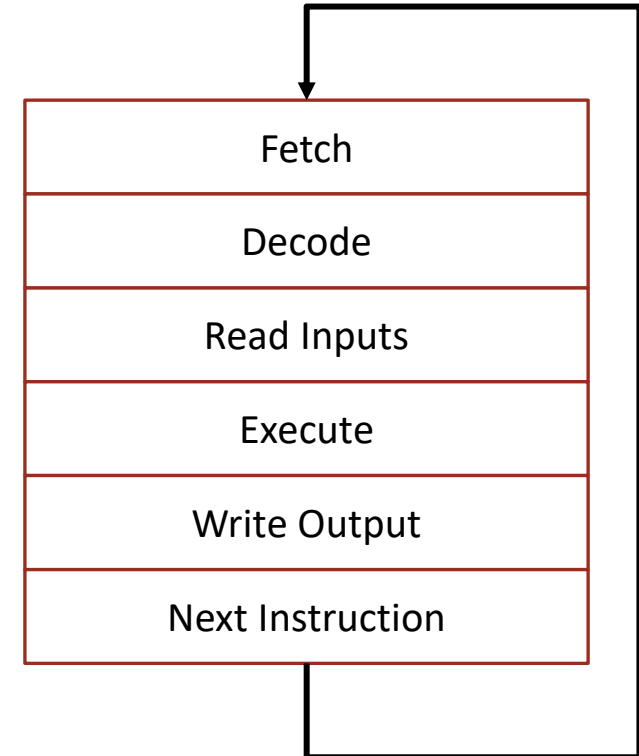 Fetch
Decode
Read Inputs
Execute
Write Output
Next Instruction